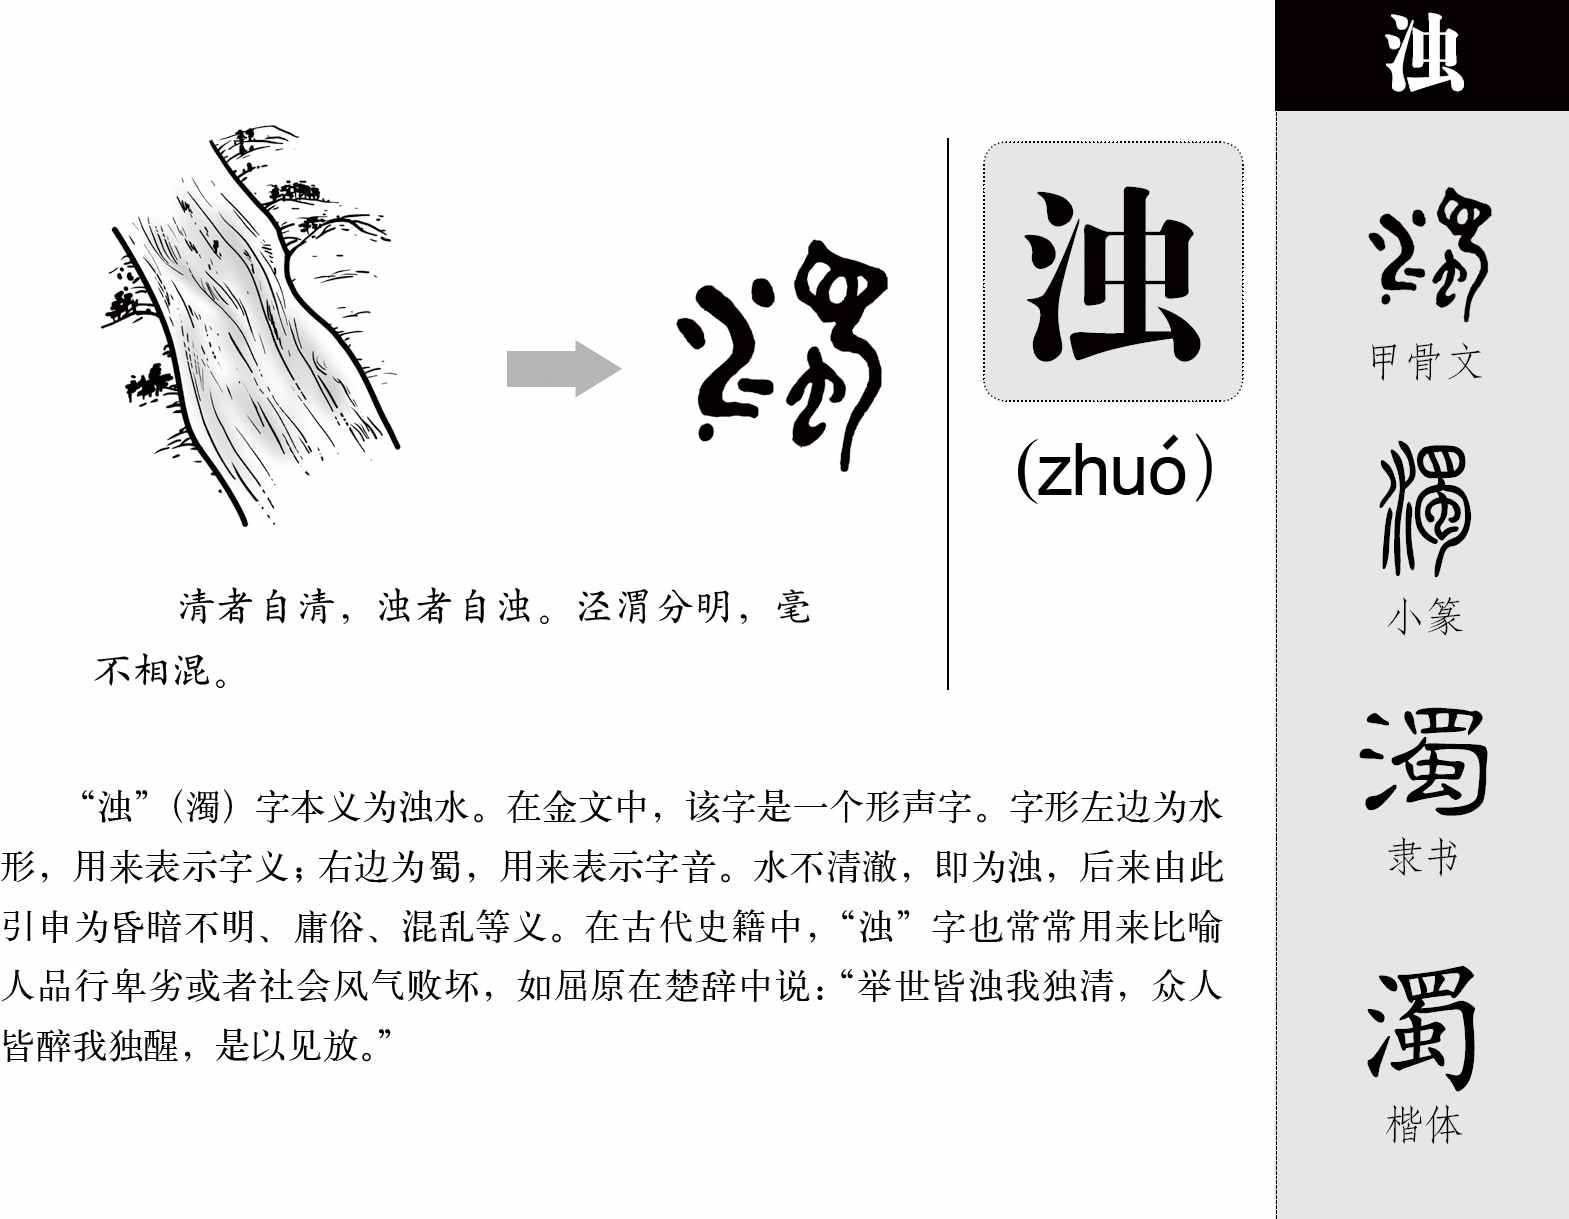 浊
浊
(zhuó)
清者自清，浊者自浊。泾渭分明，毫
不相混。
“浊”（濁）字本义为浊水。在金文中，该字是一个形声字。字形左边为水
形，用来表示字义；右边为蜀，用来表示字音。水不清澈，即为浊，后来由此
引申为昏暗不明、庸俗、混乱等义。在古代史籍中，“浊”字也常常用来比喻
人品行卑劣或者社会风气败坏，如屈原在楚辞中说：“举世皆浊我独清，众人
皆醉我独醒，是以见放。”
甲骨文
濁
小篆
濁
隶书
濁
楷体